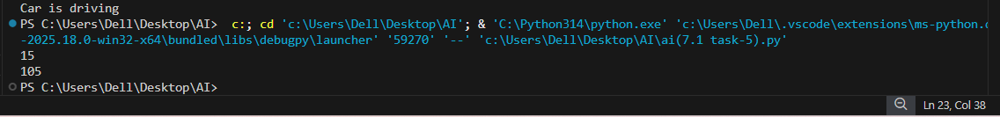 Car is driving
PS C:\Users\Dell\Desktop\AI>  c:; cd 'c:\Users\Dell\Desktop\AI'; & 'C:\Python314\python.exe' 'c:\Users\Dell\.vscode\extensions\ms-python.
-2025.18.0-win32-x64\bundled\libs\debugpy\launcher' '59270' '--' 'c:\Users\Dell\Desktop\AI\ai(7.1 task-5).py'
15
105
PS C:\Users\Dell\Desktop\AI>
Ln 23, Col 38